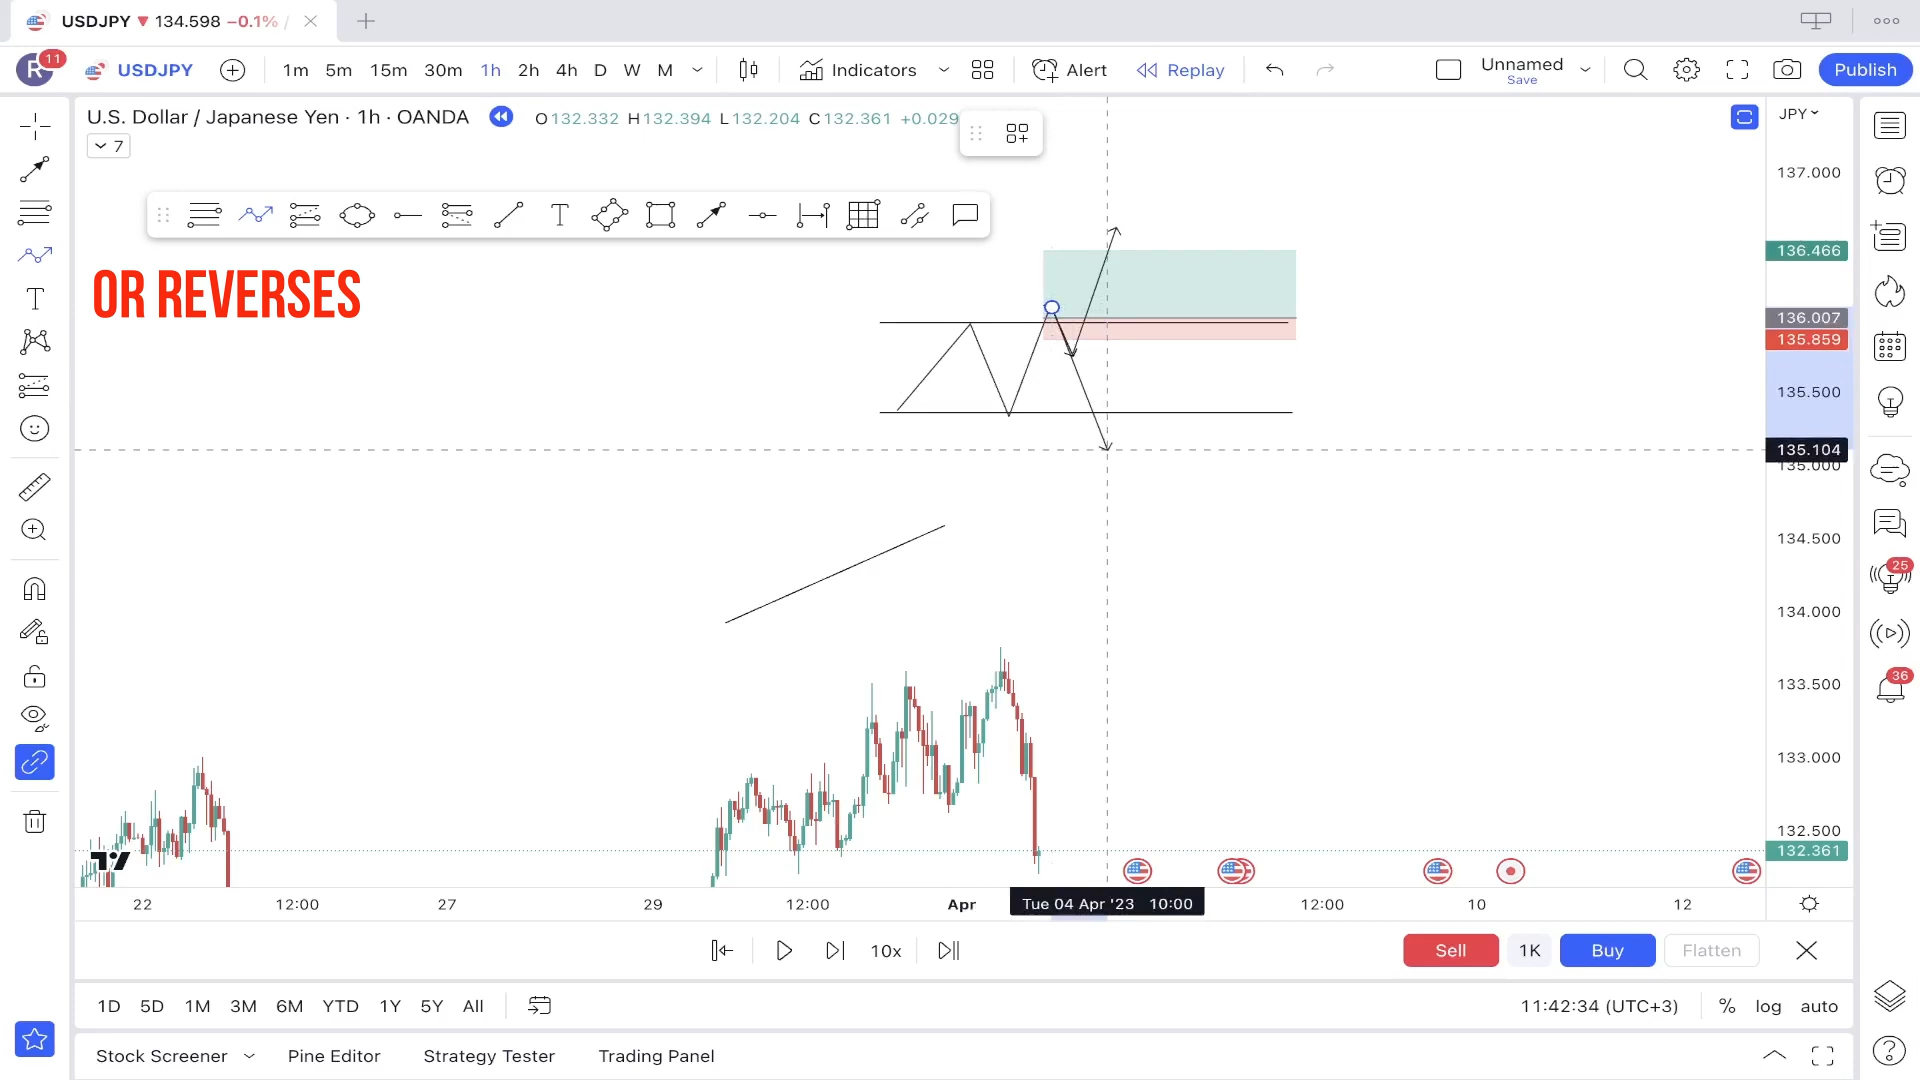 USDJPY ▼ 134.598 −0.1% /
R 11 USDJPY 1m 5m 15m 30m 1h 2h 4h D W M Indicators Alert Replay Unnamed Save Publish
U.S. Dollar / Japanese Yen · 1h · OANDA O132.332 H132.394 L132.204 C132.361 +0.029 JPY
7
137.000
T
136.466
OR REVERSES
T
136.007
135.859
135.500
135.104
135.000
134.500
25
134.000
36
133.500
133.000
132.500
132.361
22 12:00 27 29 12:00 Apr Tue 04 Apr '23 10:00 12:00 10 12
10x Sell 1K Buy Flatten
1D 5D 1M 3M 6M YTD 1Y 5Y All 11:42:34 (UTC+3) % log auto
Stock Screener Pine Editor Strategy Tester Trading Panel